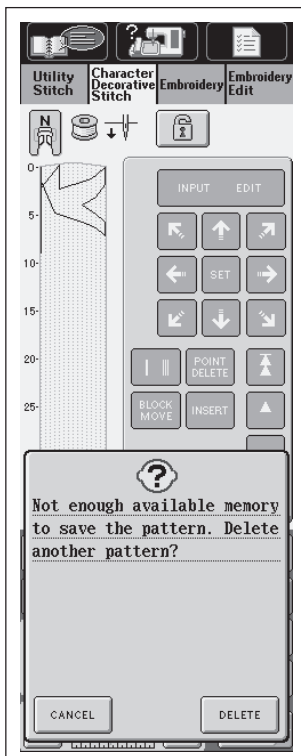 Utility Stitch
Character Decorative Stitch
Embroidery
Embroidery Edit
N
0-
INPUT EDIT
5-
10-
SET
15-
20-
POINT DELETE
25-
BLOCK MOVE
INSERT
?
Not enough available memory
to save the pattern. Delete
another pattern?
CANCEL
DELETE